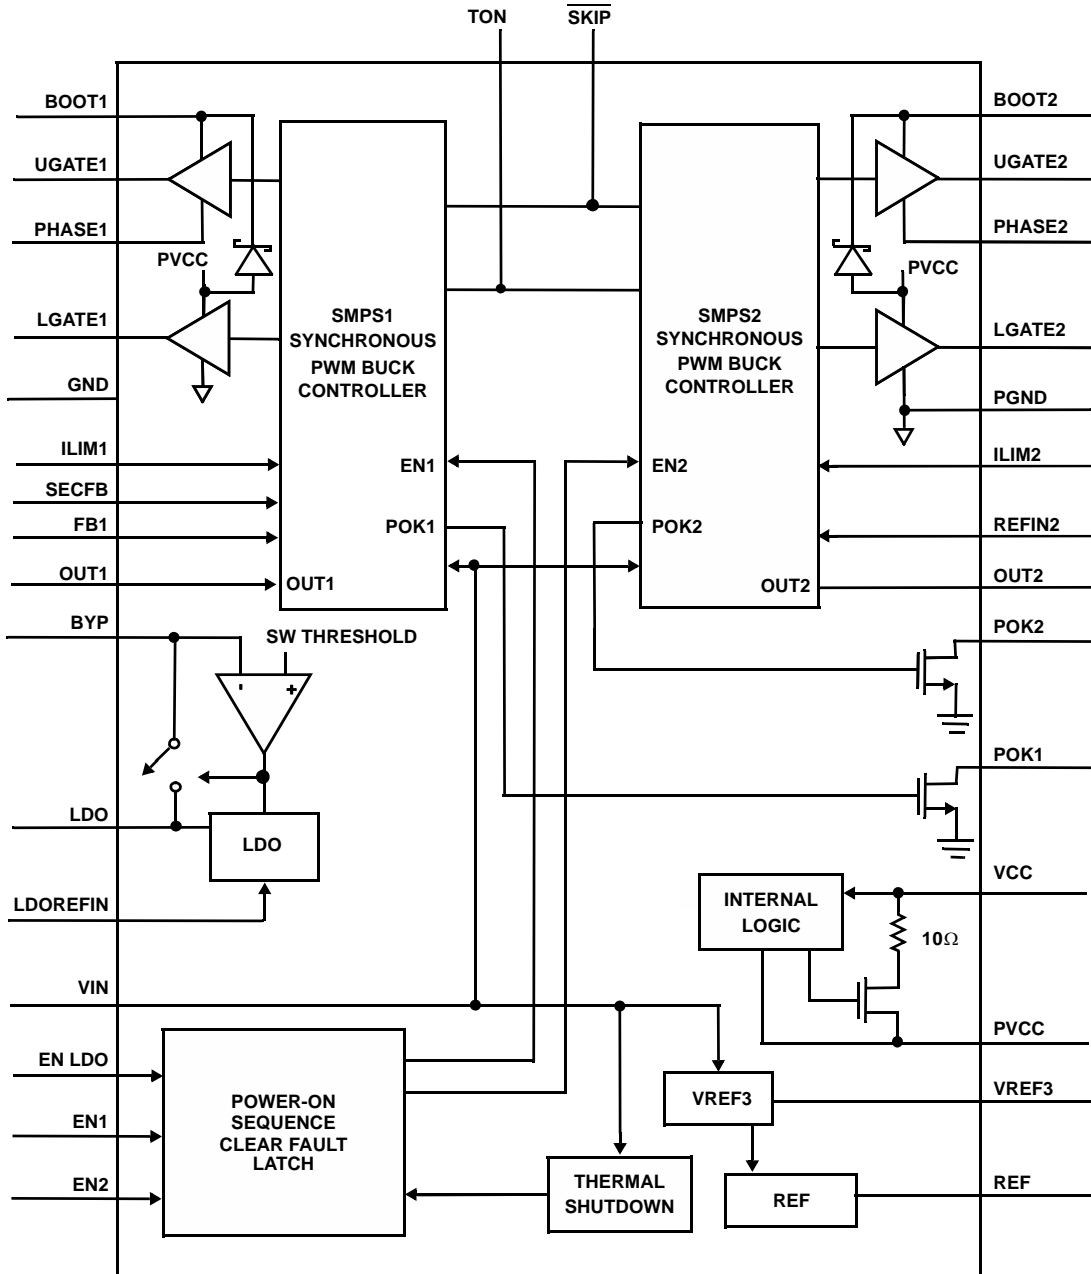 TON
SKIP
BOOT1
UGATE1
PHASE1
PVCC
LGATE1
GND
ILIM1
SECFB
FB1
OUT1
BYP
LDO
LDOREFIN
VIN
EN LDO
EN1
EN2
SMPS1
SYNCHRONOUS
PWM BUCK
CONTROLLER
EN1
POK1
OUT1
SMPS2
SYNCHRONOUS
PWM BUCK
CONTROLLER
EN2
POK2
OUT2
SW THRESHOLD
-
+
LDO
INTERNAL
LOGIC
10Ω
POWER-ON
SEQUENCE
CLEAR FAULT
LATCH
THERMAL
SHUTDOWN
VREF3
REF
BOOT2
UGATE2
PHASE2
PVCC
LGATE2
PGND
ILIM2
REFIN2
OUT2
POK2
POK1
VCC
PVCC
VREF3
REF